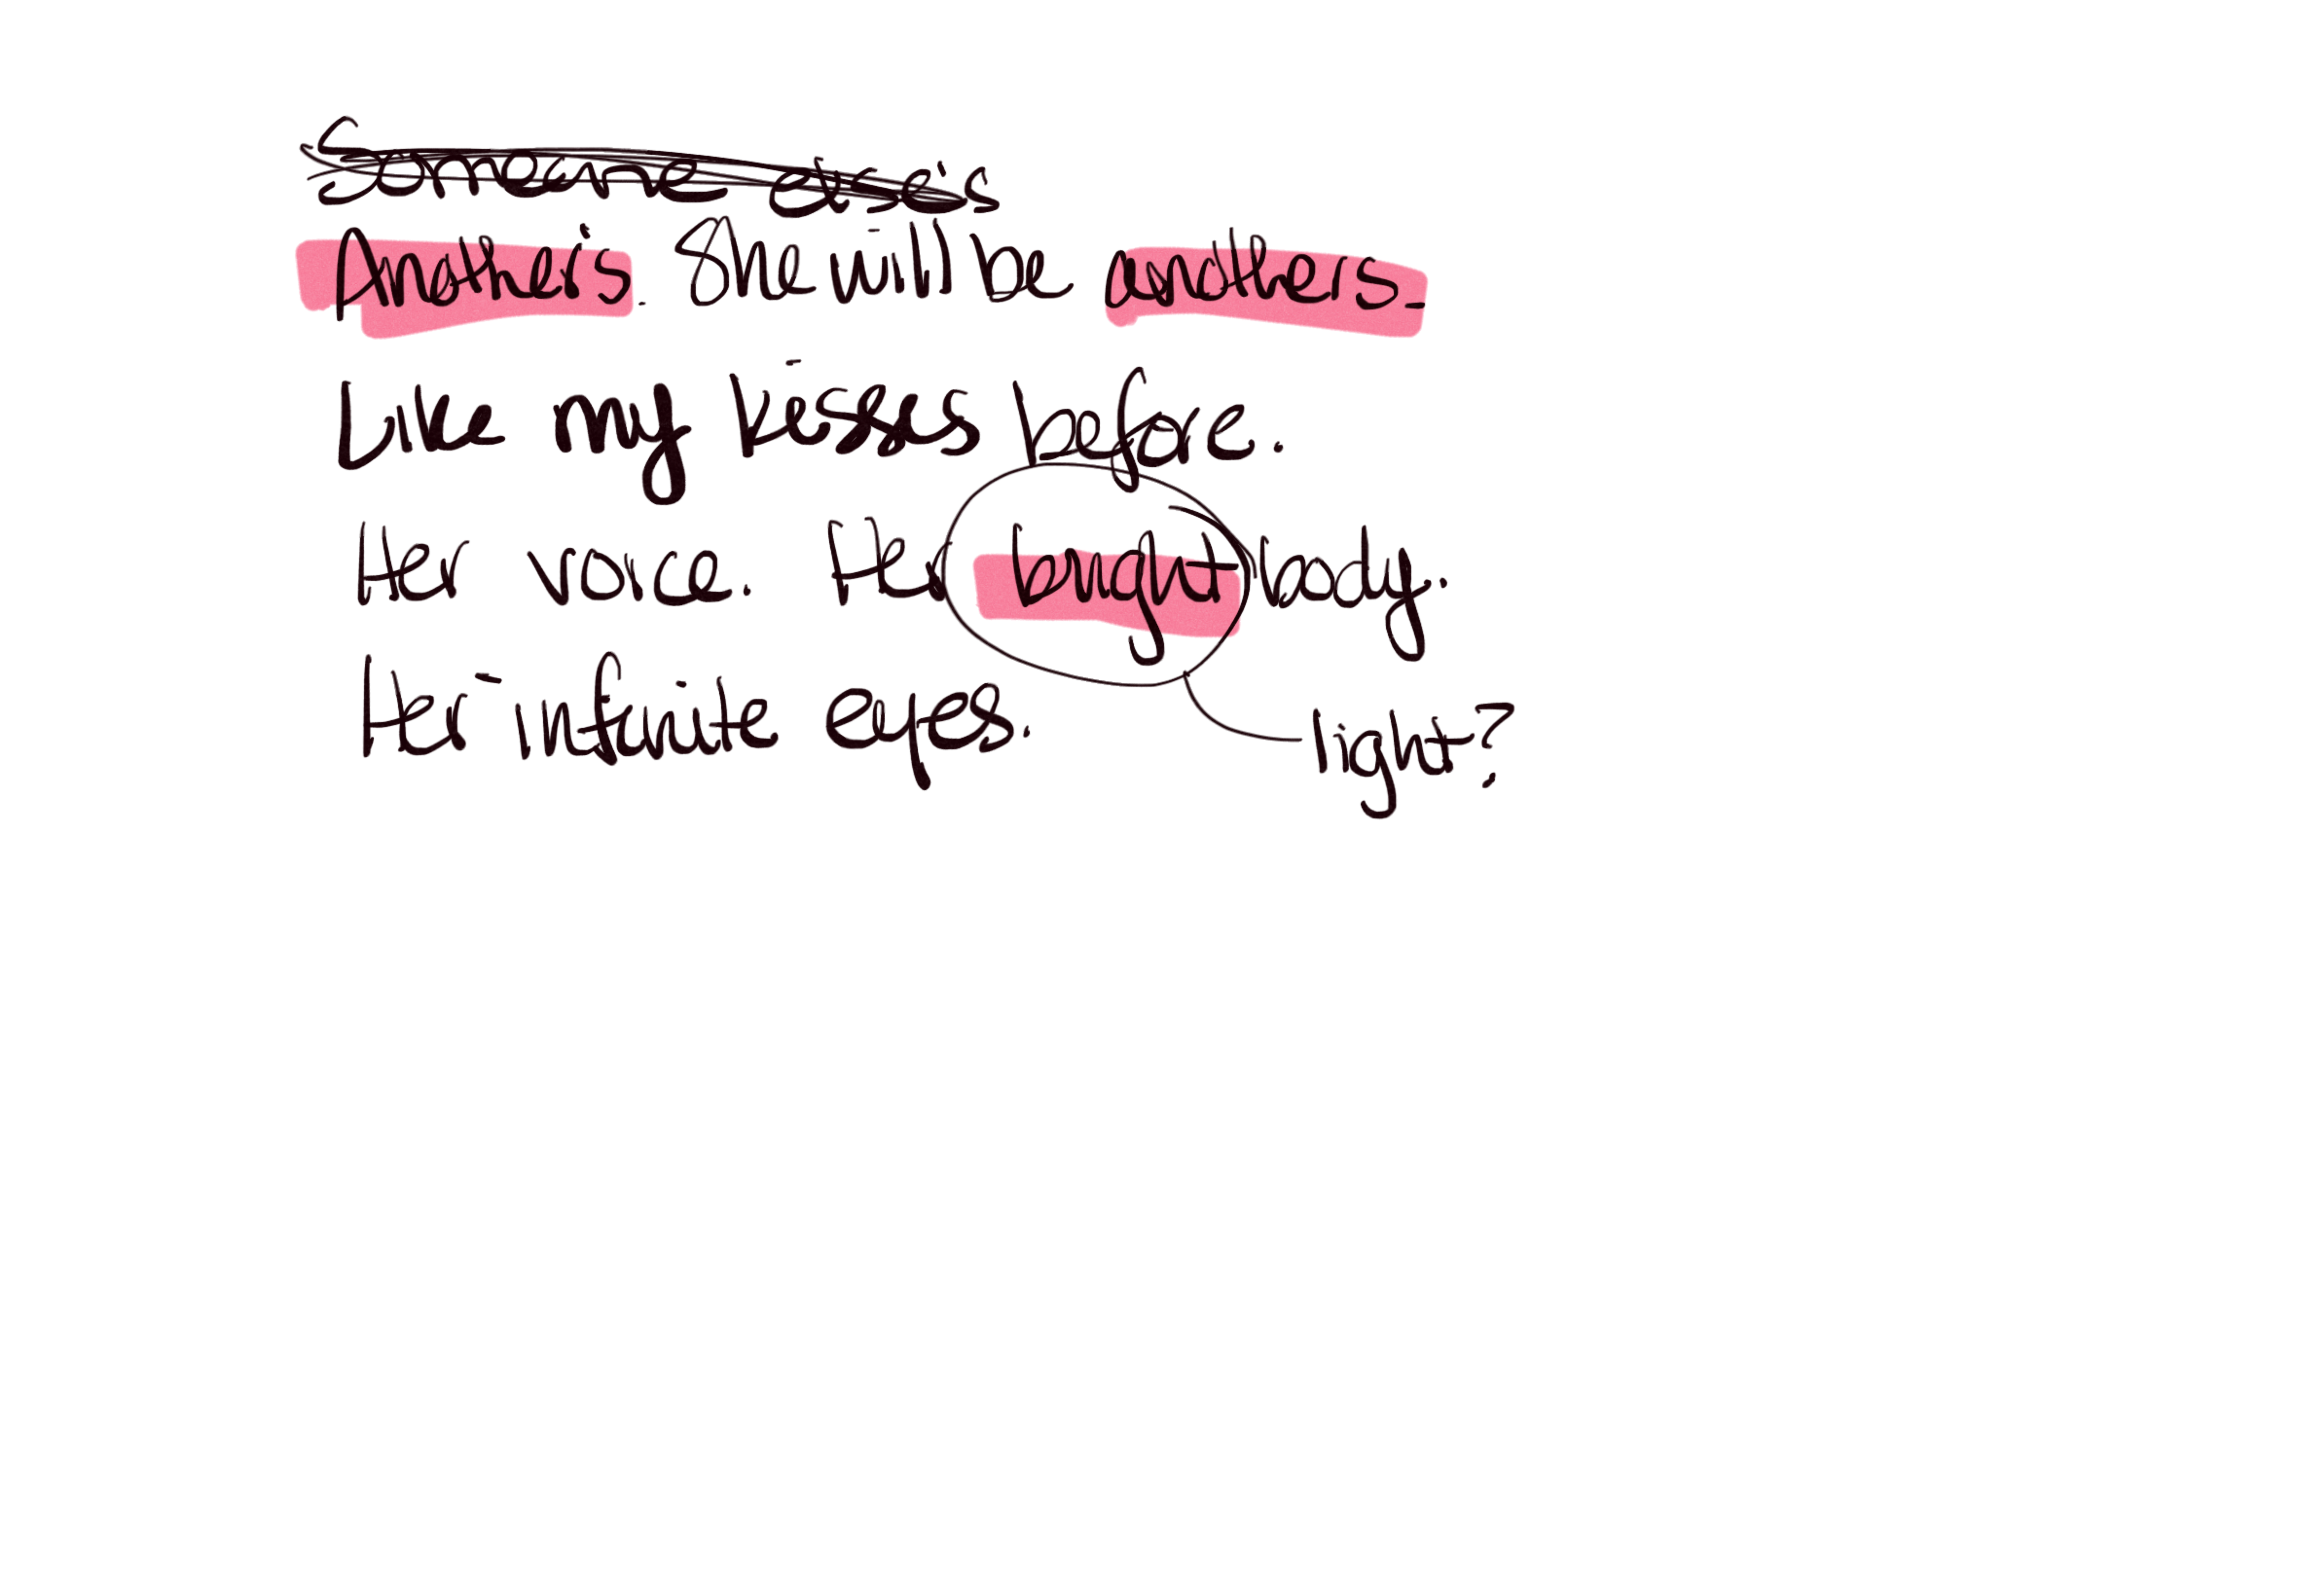 Someone else's
Another's. She will be anothers.
Like my kisses before.
Her voice. Her bright body.
Her infinite eyes.
light?